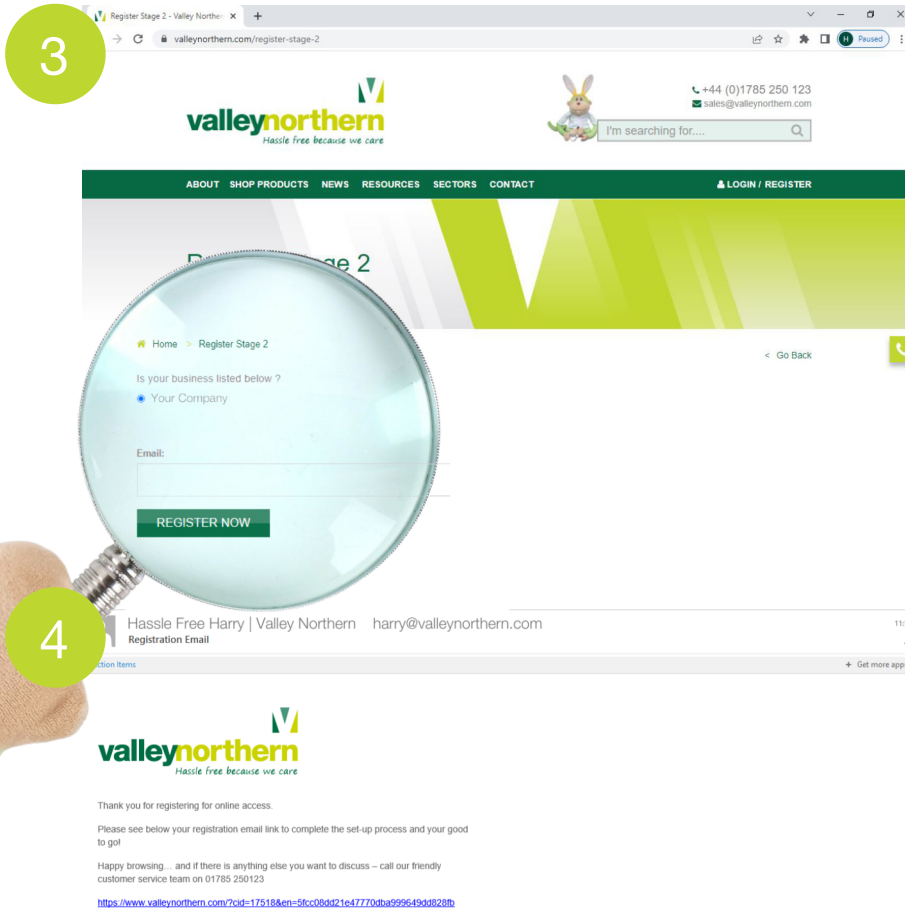 3
Register Stage 2 - Valley Norther
valleynorthern.com/register-stage-2
H Paused
valleynorthern
Hassle free because we care
+44 (0)1785 250 123
sales@valleynorthern.com
I'm searching for....
ABOUT SHOP PRODUCTS NEWS RESOURCES SECTORS CONTACT LOGIN / REGISTER
2
Home > Register Stage 2
< Go Back
Is your business listed below ?
Your Company
Email:
REGISTER NOW
4
Hassle Free Harry | Valley Northern harry@valleynorthern.com
11:
Registration Email
ction Items
+ Get more app
valleynorthern
Hassle free because we care
Thank you for registering for online access.
Please see below your registration email link to complete the set-up process and your good
to go!
Happy browsing… and if there is anything else you want to discuss – call our friendly
customer service team on 01785 250123
https://www.valleynorthern.com/?cid=17518&en=5fcc08dd21e47770dba999649dd828fb